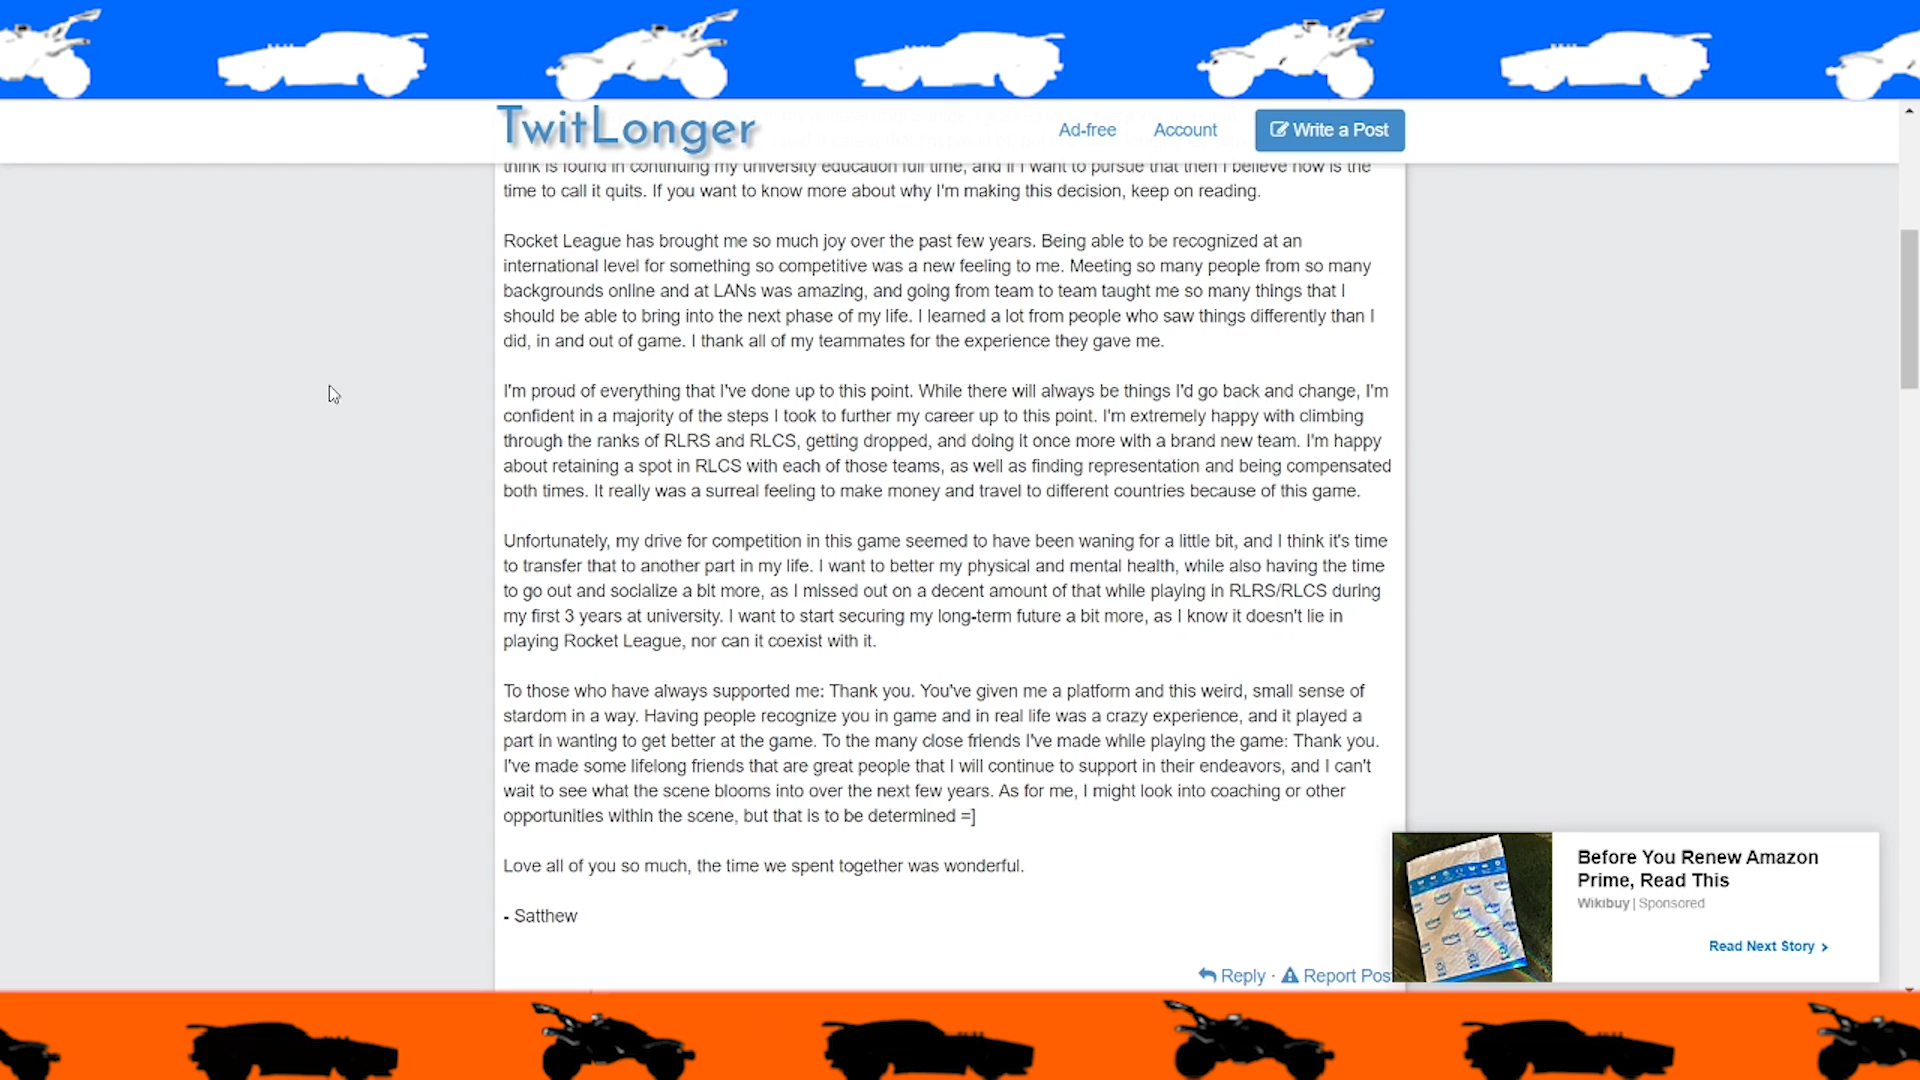 TwitLonger
Ad-free
Account
Write a Post
think is found in continuing my university education full time, and if I want to pursue that then I believe now is the
time to call it quits. If you want to know more about why I'm making this decision, keep on reading.
Rocket League has brought me so much joy over the past few years. Being able to be recognized at an
international level for something so competitive was a new feeling to me. Meeting so many people from so many
backgrounds online and at LANs was amazing, and going from team to team taught me so many things that I
should be able to bring into the next phase of my life. I learned a lot from people who saw things differently than I
did, in and out of game. I thank all of my teammates for the experience they gave me.
I'm proud of everything that I've done up to this point. While there will always be things I'd go back and change, I'm
confident in a majority of the steps I took to further my career up to this point. I'm extremely happy with climbing
through the ranks of RLRS and RLCS, getting dropped, and doing it once more with a brand new team. I'm happy
about retaining a spot in RLCS with each of those teams, as well as finding representation and being compensated
both times. It really was a surreal feeling to make money and travel to different countries because of this game.
Unfortunately, my drive for competition in this game seemed to have been waning for a little bit, and I think it's time
to transfer that to another part in my life. I want to better my physical and mental health, while also having the time
to go out and socialize a bit more, as I missed out on a decent amount of that while playing in RLRS/RLCS during
my first 3 years at university. I want to start securing my long-term future a bit more, as I know it doesn't lie in
playing Rocket League, nor can it coexist with it.
To those who have always supported me: Thank you. You've given me a platform and this weird, small sense of
stardom in a way. Having people recognize you in game and in real life was a crazy experience, and it played a
part in wanting to get better at the game. To the many close friends I've made while playing the game: Thank you.
I've made some lifelong friends that are great people that I will continue to support in their endeavors, and I can't
wait to see what the scene blooms into over the next few years. As for me, I might look into coaching or other
opportunities within the scene, but that is to be determined =]
Love all of you so much, the time we spent together was wonderful.
- Satthew
Reply · Report Pos
Before You Renew Amazon
Prime, Read This
Wikibuy | Sponsored
Read Next Story >